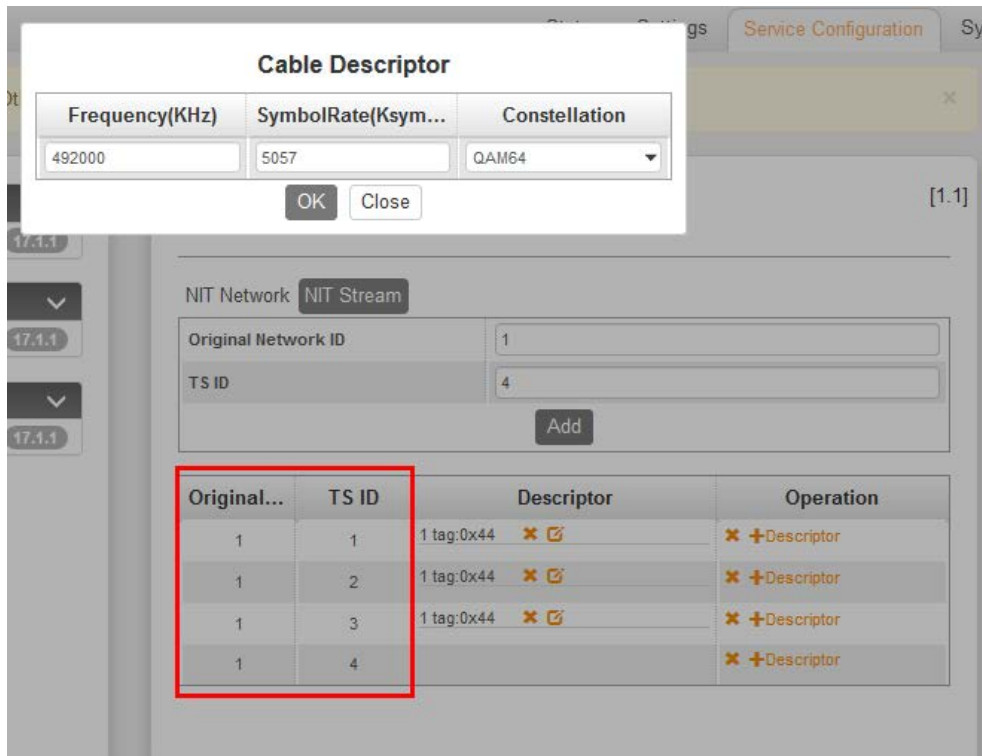 Service Configuration
Cable Descriptor
Frequency(KHz) SymbolRate(Ksym... Constellation
492000 5057 QAM64
OK Close
[1.1]
17.1.1
NIT Network NIT Stream
17.1.1
Original Network ID 1
TS ID 4
Add
17.1.1
Original... TS ID Descriptor Operation
1 1 1 tag:0x44 Descriptor
1 2 1 tag:0x44 Descriptor
1 3 1 tag:0x44 Descriptor
1 4 Descriptor